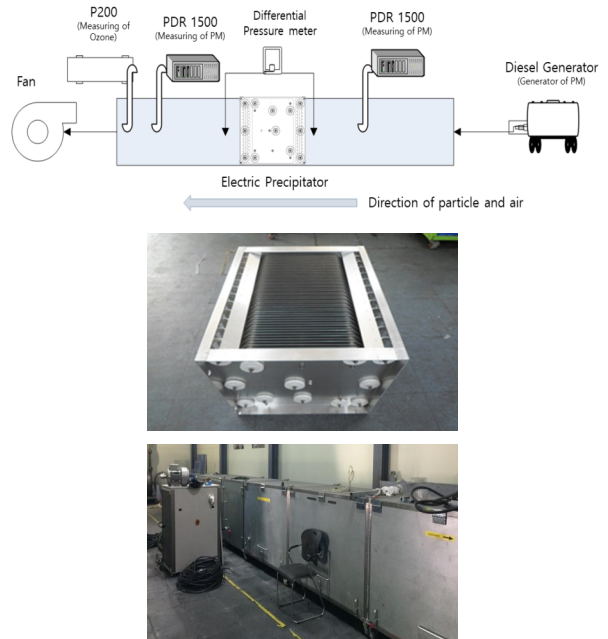 P200
(Measuring of
Ozone)
PDR 1500
(Measuring of PM)
Differential
Pressure meter
PDR 1500
(Measuring of PM)
Diesel Generator
(Generator of PM)
Fan
Electric Precipitator
Direction of particle and air